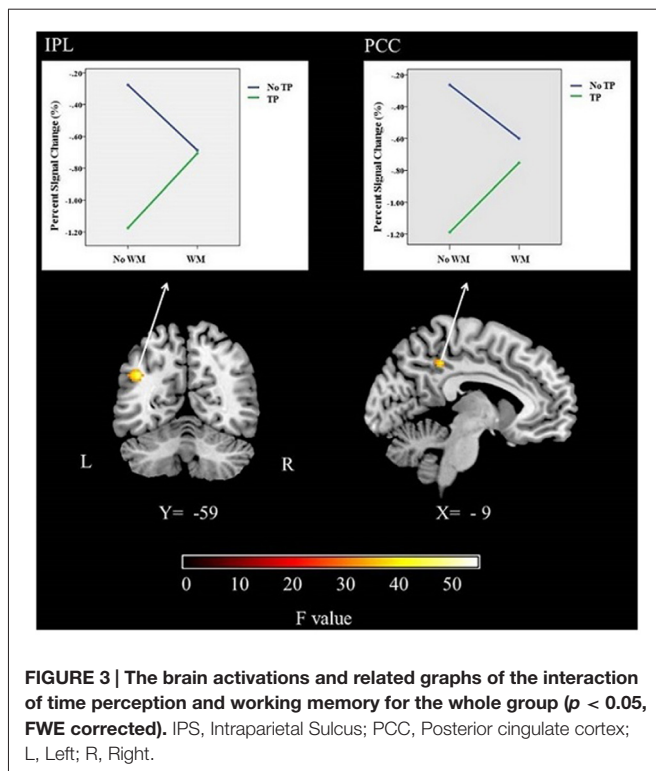 IPL
PCC
Percent Signal Change (%)
-.20
-.40
-.60
-.80
-1.00
-1.20
No WM
WM
No TP
TP
Percent Signal Change (%)
-.20
-.40
-.60
-.80
-1.00
-1.20
No WM
WM
No TP
TP
L
R
Y= -59
X= - 9
0 10 20 30 40 50
F value
FIGURE 3 | The brain activations and related graphs of the interaction
of time perception and working memory for the whole group (p < 0.05,
FWE corrected). IPS, Intraparietal Sulcus; PCC, Posterior cingulate cortex;
L, Left; R, Right.